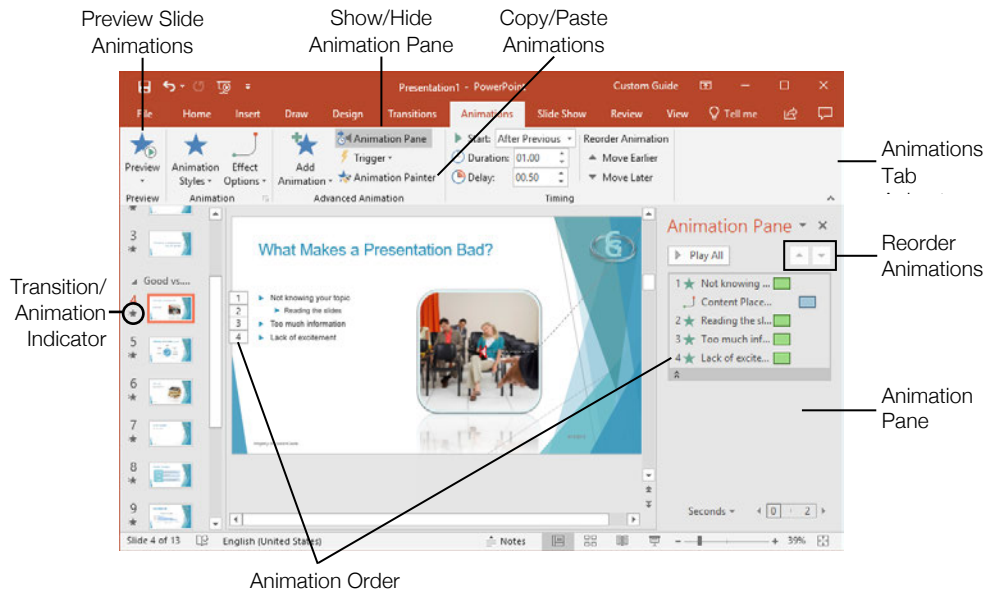 Preview Slide
Animations
Show/Hide
Animation Pane
Copy/Paste
Animations
Presentation1 - PowerPoint
Custom Guide
File Home Insert Draw Design Transitions Animations Slide Show Review View Tell me
Preview
Animation
Styles
Effect
Options
Add
Animation
Animation Pane
Trigger
Animation Painter
Start: After Previous
Duration: 01.00
Delay: 00.50
Reorder Animation
Move Earlier
Move Later
Preview
Animation
Advanced Animation
Timing
Animations
Tab
3
Good vs....
4
5
6
7
8
9
Transition/
Animation
Indicator
What Makes a Presentation Bad?
1 Not knowing your topic
2 Reading the slides
3 Too much information
4 Lack of excitement
Animation Pane
Play All
1 Not knowing ...
Content Place...
2 Reading the sl...
3 Too much inf...
4 Lack of excite...
Seconds 0 2
Reorder
Animations
Animation
Pane
Slide 4 of 13 English (United States) Notes 39%
Animation Order